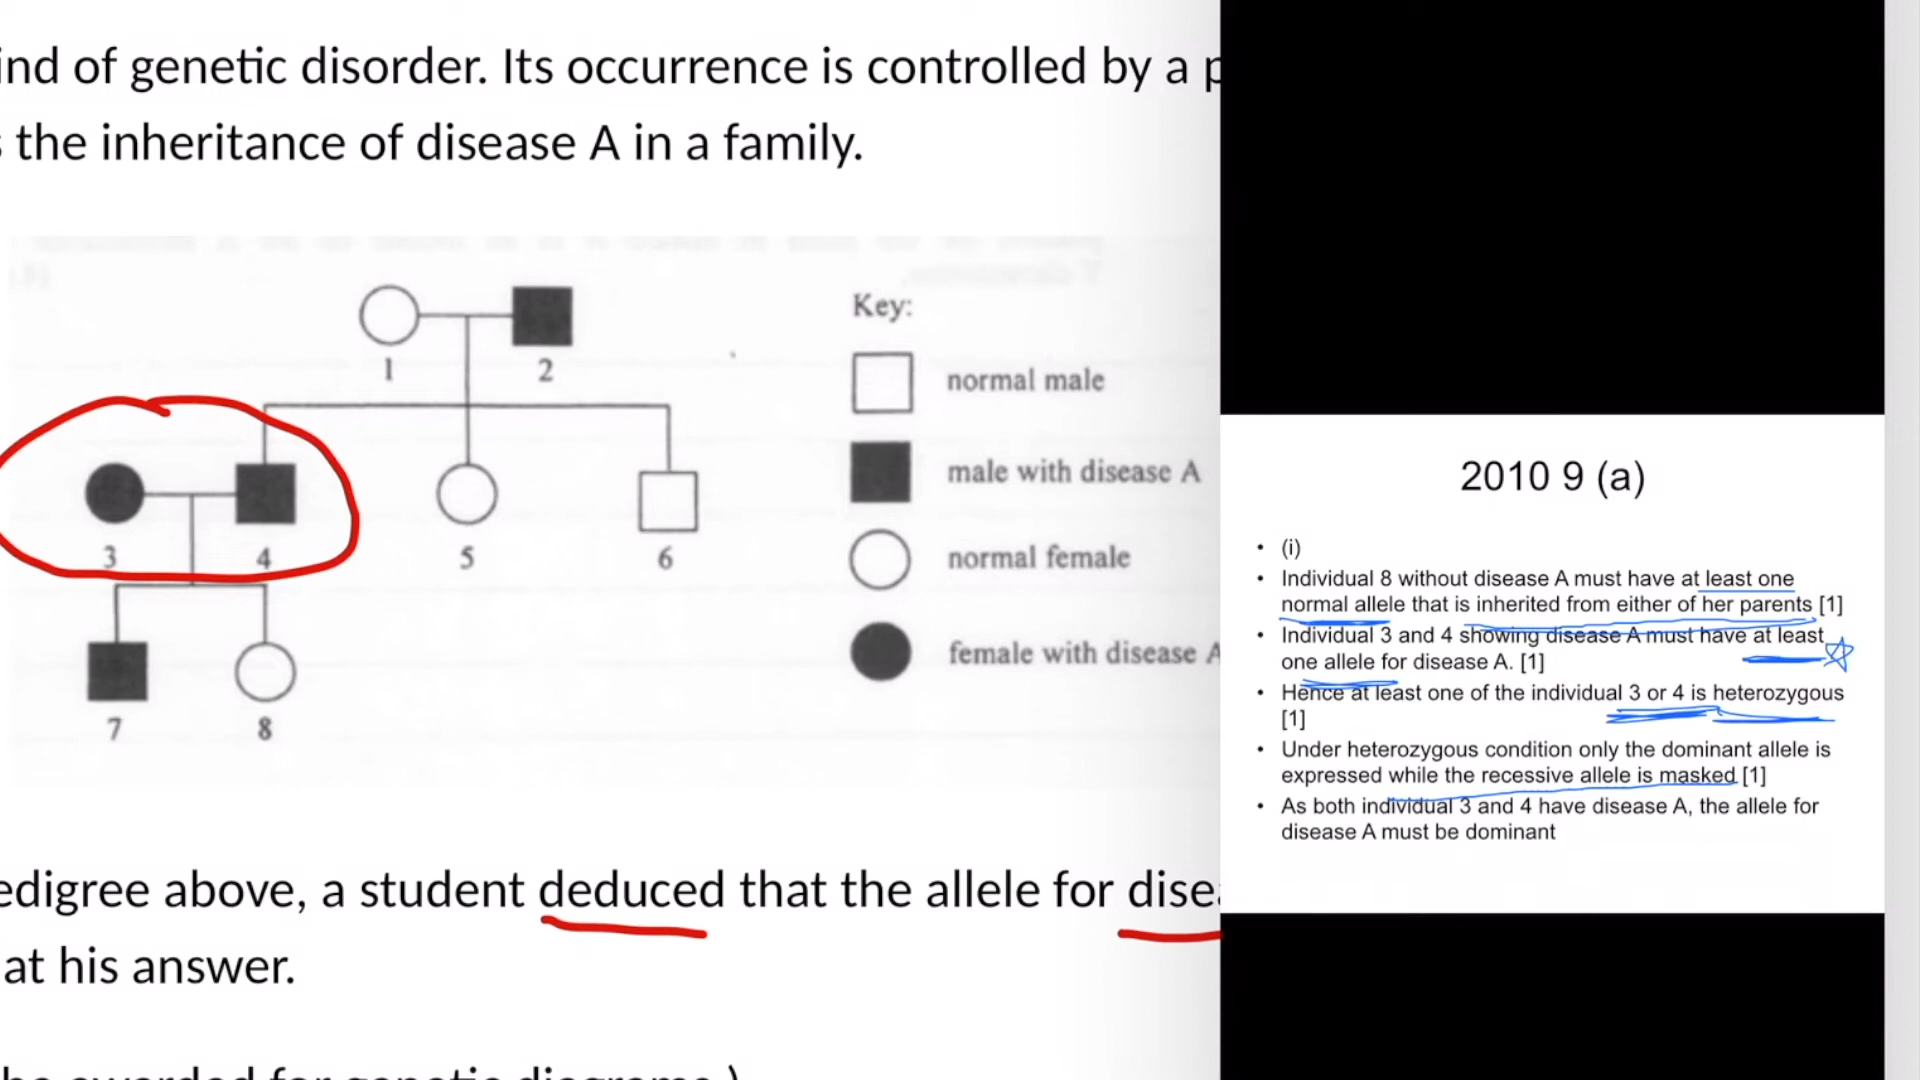 ind of genetic disorder. Its occurrence is controlled by a p
s the inheritance of disease A in a family.
1
2
3
4
5
6
7
8
Key:
normal male
male with disease A
normal female
female with disease A
edigree above, a student deduced that the allele for disea
at his answer.
be awarded for genetic diagrams.)
2010 9 (a)
• (i)
• Individual 8 without disease A must have at least one
normal allele that is inherited from either of her parents [1]
• Individual 3 and 4 showing disease A must have at least
one allele for disease A. [1]
• Hence at least one of the individual 3 or 4 is heterozygous
[1]
• Under heterozygous condition only the dominant allele is
expressed while the recessive allele is masked [1]
• As both individual 3 and 4 have disease A, the allele for
disease A must be dominant